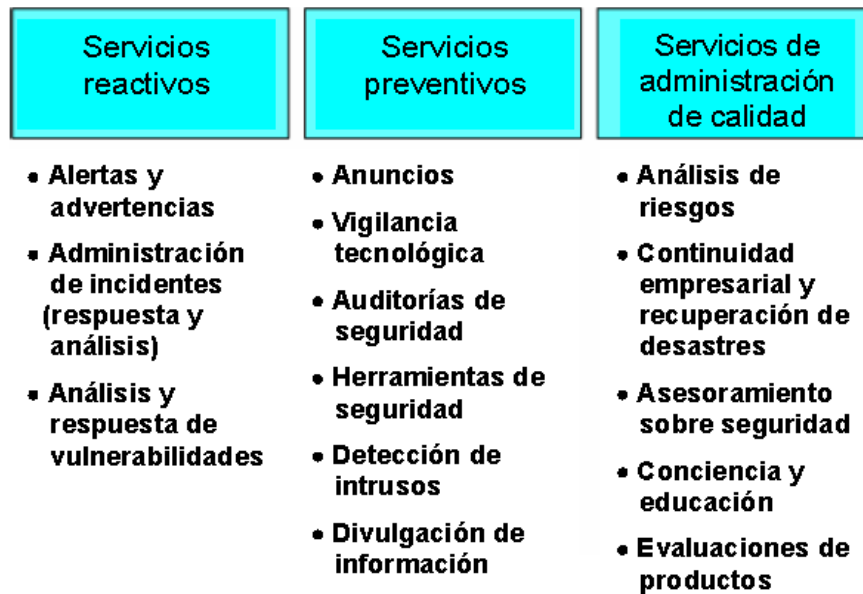 Servicios
reactivos
• Alertas y
advertencias
• Administración
de incidentes
(respuesta y
análisis)
• Análisis y
respuesta de
vulnerabilidades
Servicios
preventivos
• Anuncios
• Vigilancia
tecnológica
• Auditorías de
seguridad
• Herramientas de
seguridad
• Detección de
intrusos
• Divulgación de
información
Servicios de
administración
de calidad
• Análisis de
riesgos
• Continuidad
empresarial y
recuperación de
desastres
• Asesoramiento
sobre seguridad
• Conciencia y
educación
• Evaluaciones de
productos